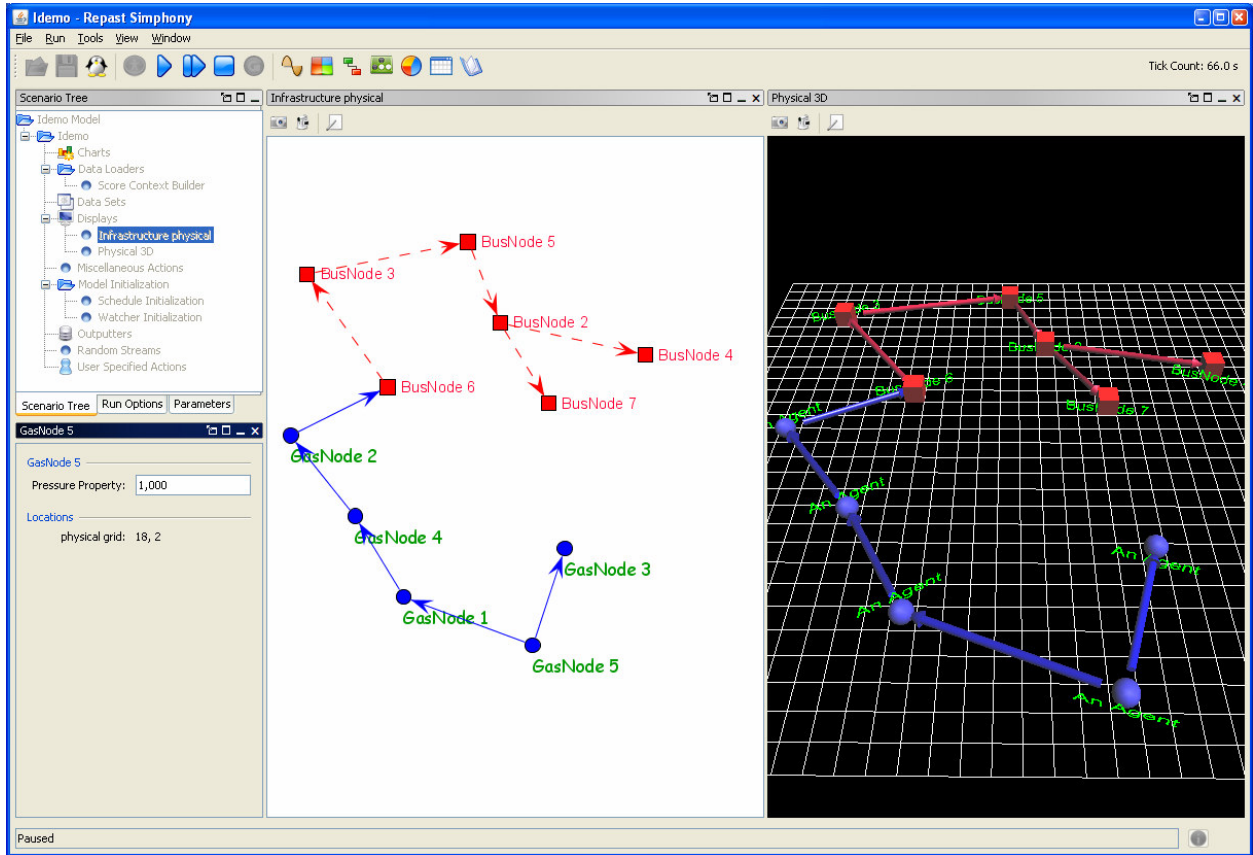 Idemo - Repast Simphony
File Run Tools View Window
Tick Count: 66.0 s
Scenario Tree
Idemo Model
Idemo
Charts
Data Loaders
Score Context Builder
Data Sets
Displays
Infrastructure physical
Physical 3D
Miscellaneous Actions
Model Initialization
Schedule Initialization
Watcher Initialization
Outputters
Random Streams
User Specified Actions
Scenario Tree Run Options Parameters
GasNode 5
GasNode 5
Pressure Property: 1,000
Locations
physical grid: 18, 2
Infrastructure physical
BusNode 5
BusNode 3
BusNode 2
BusNode 4
BusNode 6
BusNode 7
GasNode 2
GasNode 4
GasNode 3
GasNode 1
GasNode 5
Physical 3D
BusNode
An Agent
An Agent
An Agent
An Agent
Paused